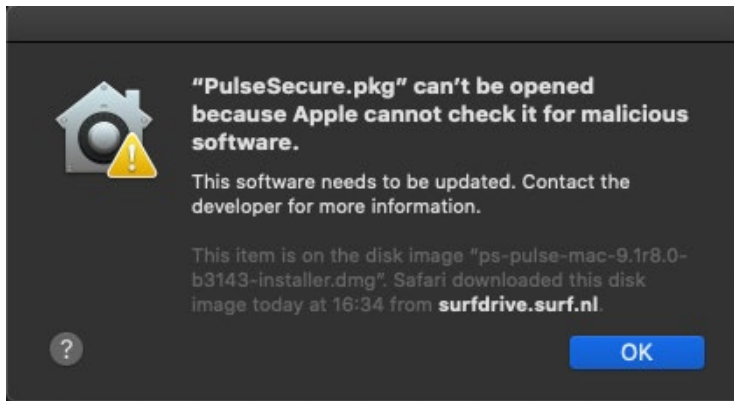 “PulseSecure.pkg” can’t be opened
because Apple cannot check it for malicious
software.
This software needs to be updated. Contact the
developer for more information.
This item is on the disk image “ps-pulse-mac-9.1r8.0-
b3143-installer.dmg”. Safari downloaded this disk
image today at 16:34 from surfdrive.surf.nl.
?
OK